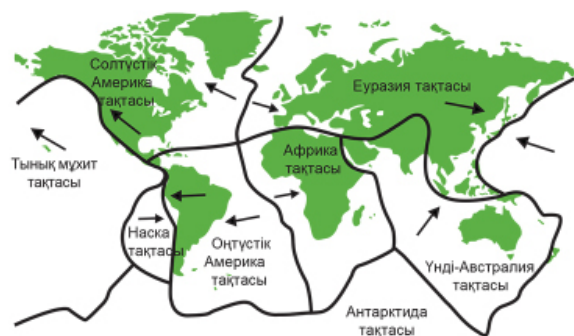 Солтүстік
Америка
тақтасы
Еуразия тақтасы
Тынық мұхит
тақтасы
Африка
тақтасы
Наска
тақтасы
Оңтүстік
Америка
тақтасы
Үнді-Австралия
тақтасы
Антарктида
тақтасы